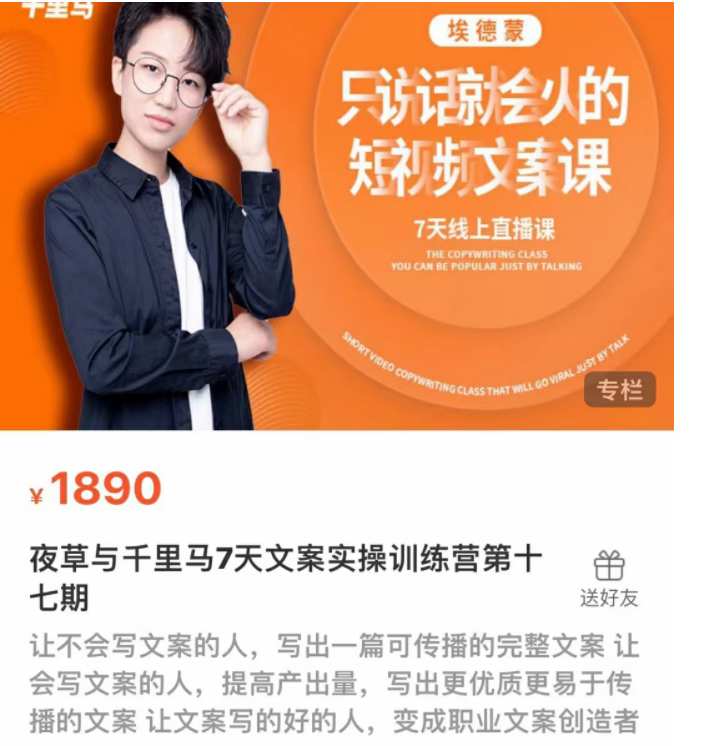 千里马
埃德蒙
只说话就会火的
短视频文案课
7天线上直播课
THE COPYWRITING CLASS
YOU CAN BE POPULAR JUST BY TALKING
SHORT VIDEO COPYWRITING CLASS THAT WILL GO VIRAL JUST BY TALK
专栏
¥1890
夜草与千里马7天文案实操训练营第十
七期
送好友
让不会写文案的人，写出一篇可传播的完整文案 让
会写文案的人，提高产出量，写出更优质更易于传
播的文案 让文案写的好的人，变成职业文案创造者